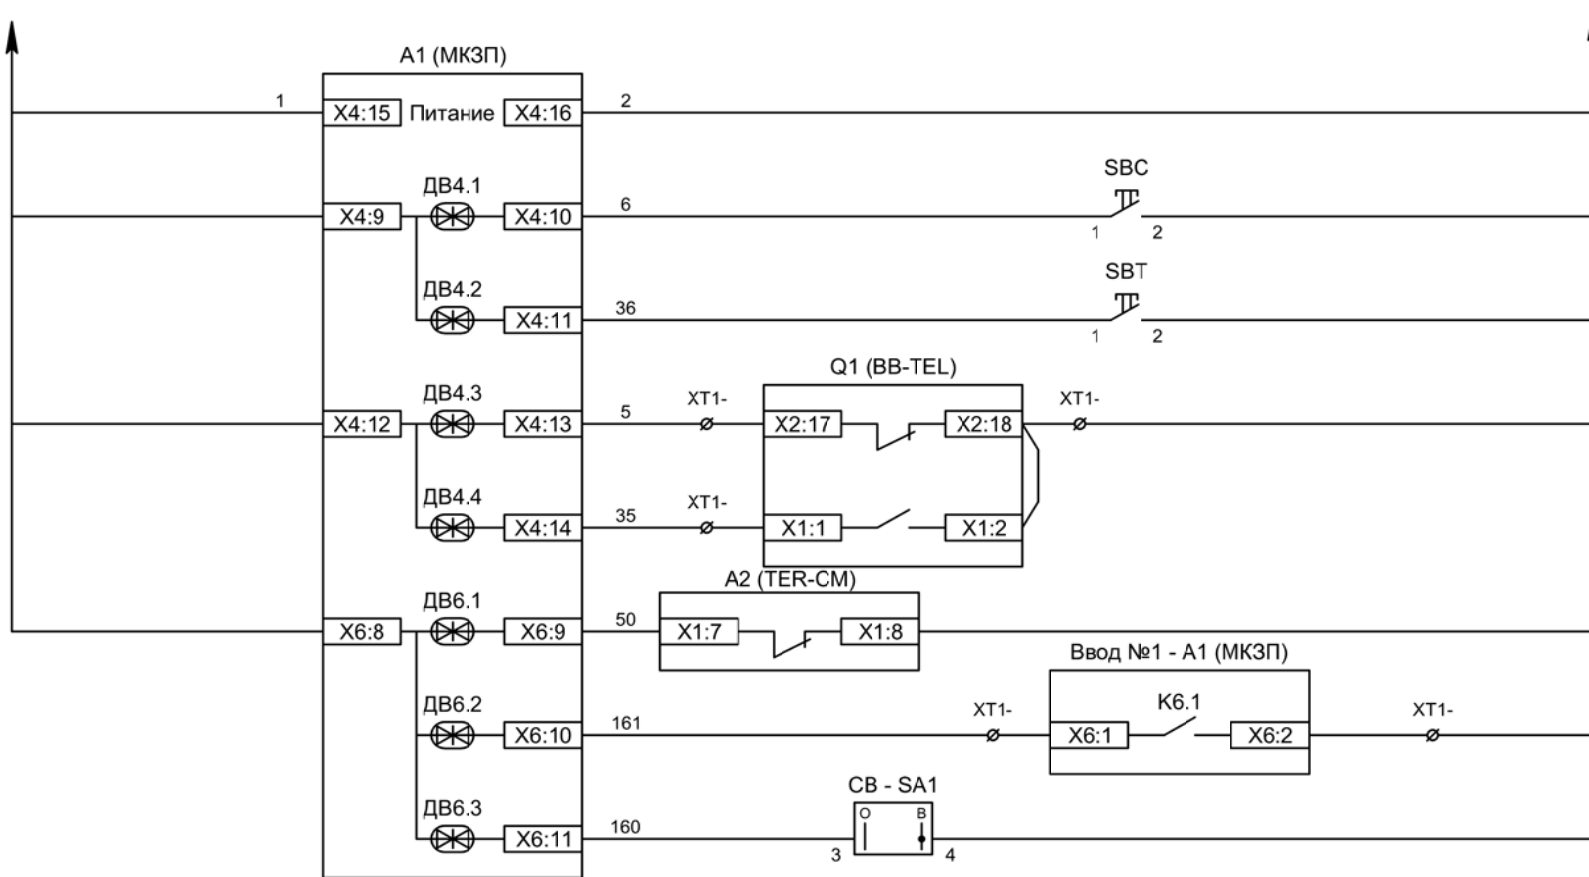 A1 (МКЗП)
1
X4:15 Питание X4:16
2
SBC
ДВ4.1
X4:9
X4:10
6
1 2
SBT
ДВ4.2
X4:11
36
1 2
Q1 (BB-TEL)
ДВ4.3
X4:12
X4:13
5
XT1-
X2:17
X2:18
XT1-
ДВ4.4
X4:14
35
XT1-
X1:1
X1:2
A2 (TER-CM)
ДВ6.1
X6:8
X6:9
50
X1:7
X1:8
Ввод №1 - A1 (МКЗП)
ДВ6.2
X6:10
161
XT1-
K6.1
X6:1
X6:2
XT1-
СВ - SA1
ДВ6.3
X6:11
160
О В
3 4